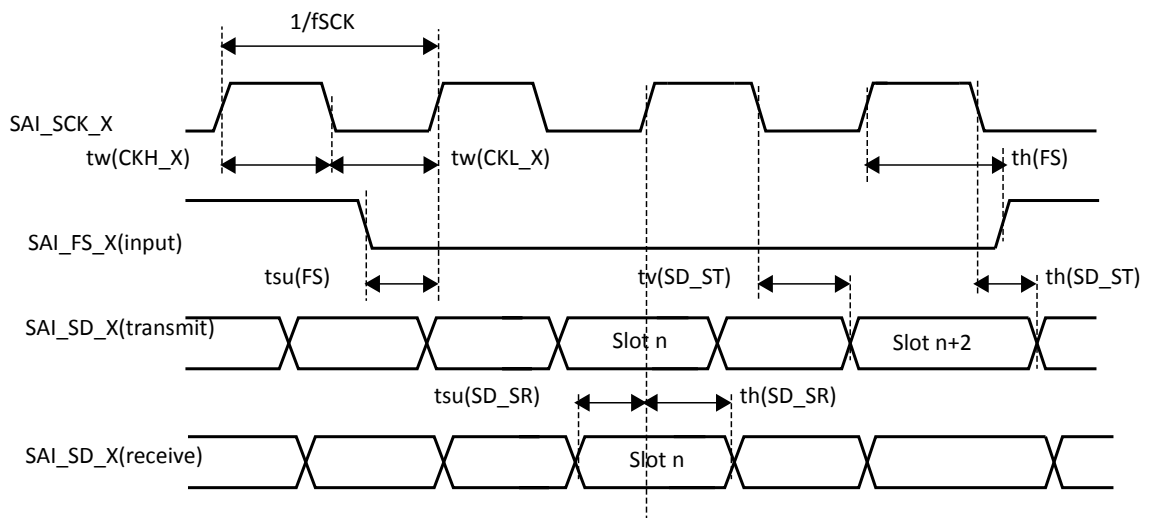 1/fSCK
SAI_SCK_X
tw(CKH_X)
tw(CKL_X)
th(FS)
SAI_FS_X(input)
tsu(FS)
tv(SD_ST)
th(SD_ST)
SAI_SD_X(transmit)
Slot n
Slot n+2
tsu(SD_SR)
th(SD_SR)
SAI_SD_X(receive)
Slot n